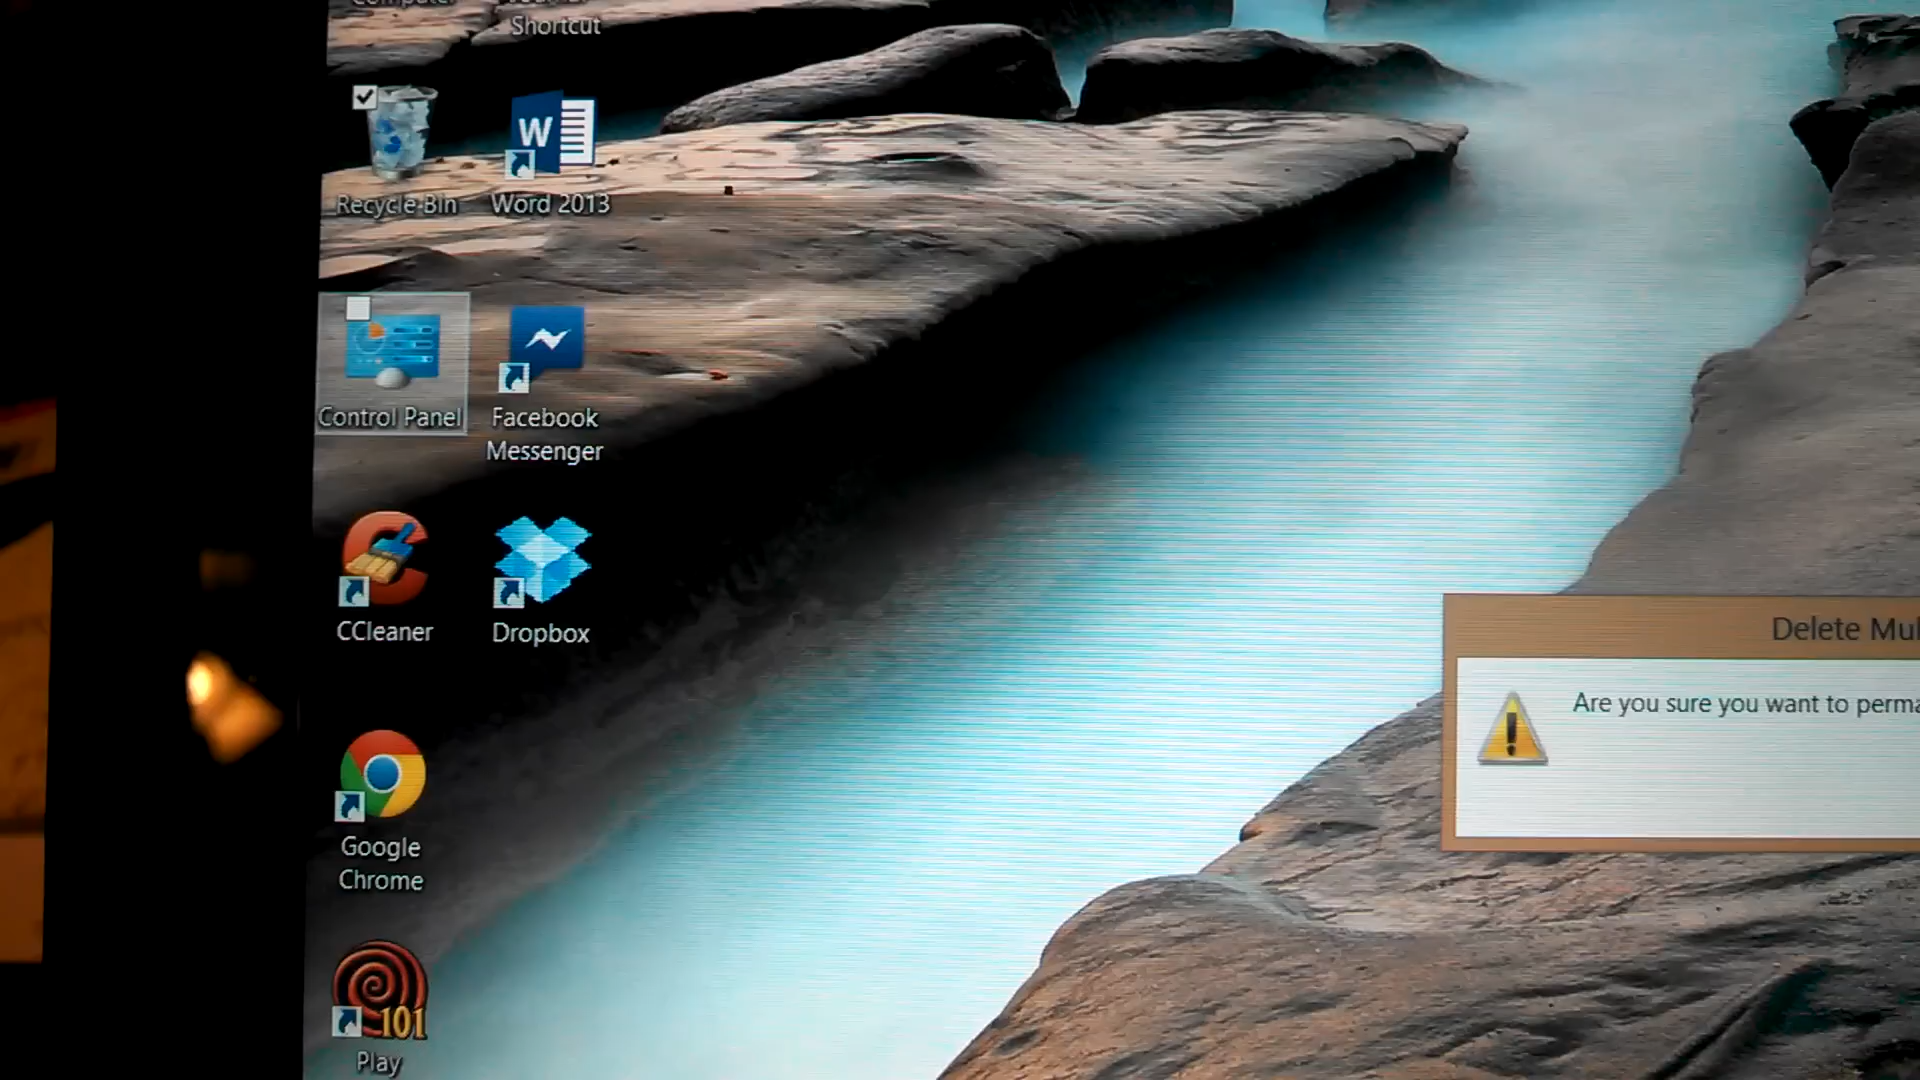 Computer
Shortcut
Recycle Bin
W
Word 2013
Control Panel
Facebook
Messenger
CCleaner
Dropbox
Google
Chrome
101
Play
Delete Mul
Are you sure you want to perma